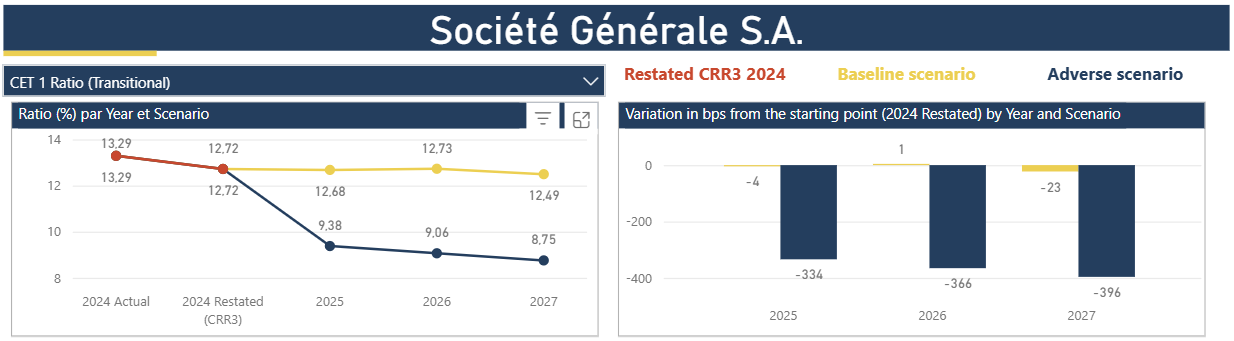 Société Générale S.A.
CET 1 Ratio (Transitional)
Restated CRR3 2024
Baseline scenario
Adverse scenario
Ratio (%) par Year et Scenario
14
12
10
8
13,29
13,29
12,72
12,72
12,68
12,73
12,49
9,38
9,06
8,75
2024 Actual
2024 Restated
(CRR3)
2025
2026
2027
Variation in bps from the starting point (2024 Restated) by Year and Scenario
0
-200
-400
-4
1
-23
-334
-366
-396
2025
2026
2027